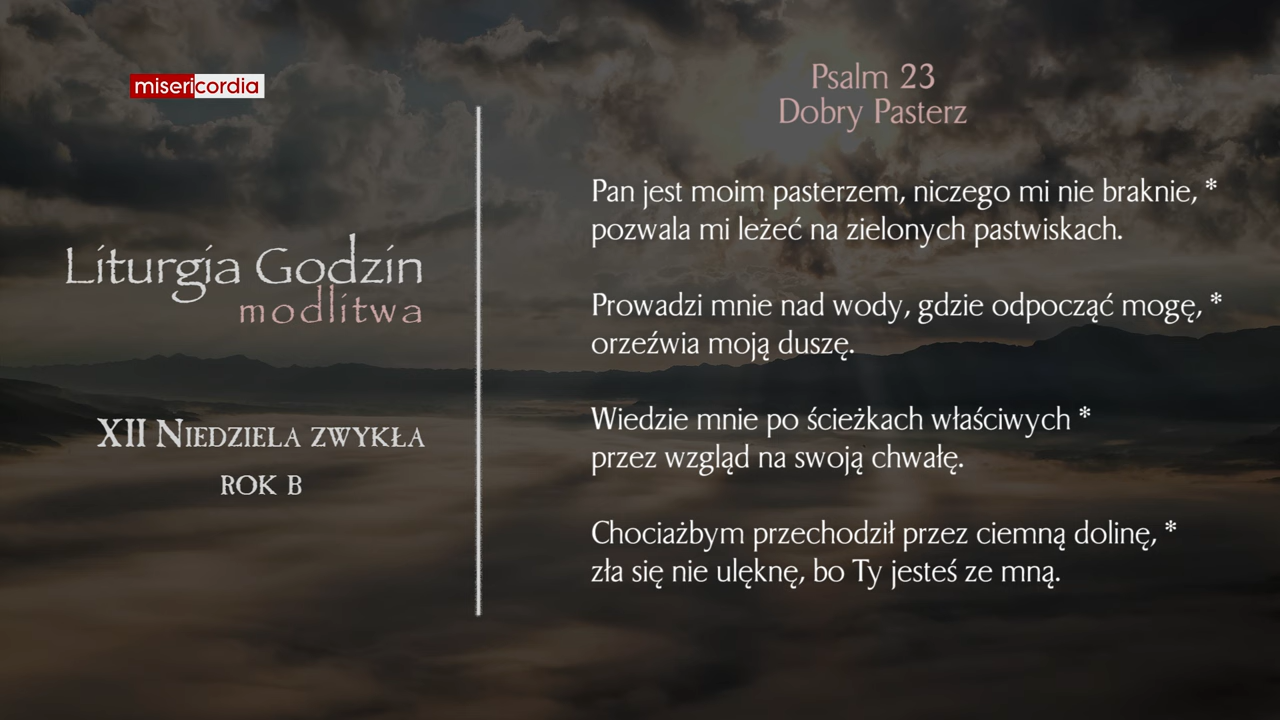 misericordia
Liturgia Godzin
modlitwa
XII Niedziela zwykła
rok B
Psalm 23
Dobry Pasterz
Pan jest moim pasterzem, niczego mi nie braknie, *
pozwala mi leżeć na zielonych pastwiskach.
Prowadzi mnie nad wody, gdzie odpocząć mogę, *
orzeźwia moją duszę.
Wiedzie mnie po ścieżkach właściwych *
przez wzgląd na swoją chwałę.
Chociażbym przechodził przez ciemną dolinę, *
zła się nie ulęknę, bo Ty jesteś ze mną.